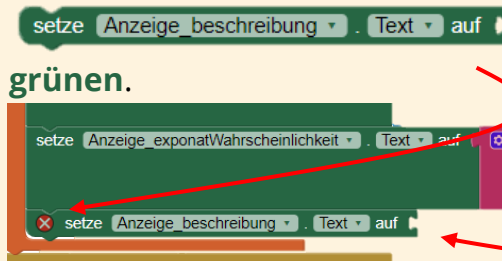 setze Anzeige_beschreibung . Text auf
grünen.
setze Anzeige_exponatWahrscheinlichkeit . Text auf
setze Anzeige_beschreibung . Text auf